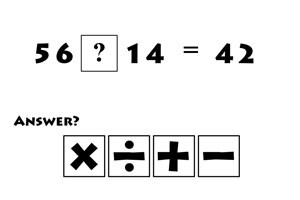 56 ? 14 = 42
Answer?
× ÷ + −